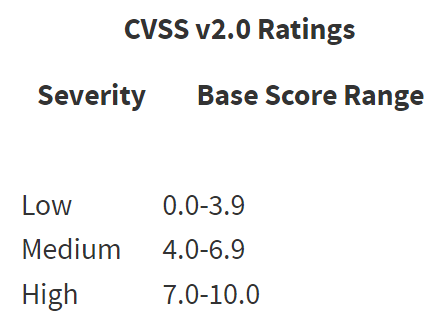 CVSS v2.0 Ratings
Severity Base Score Range
Low 0.0-3.9
Medium 4.0-6.9
High 7.0-10.0